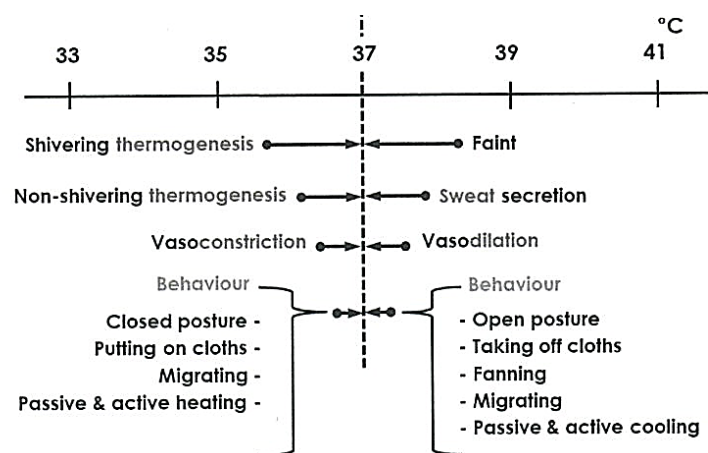 °C
33 35 37 39 41
Shivering thermogenesis Faint
Non-shivering thermogenesis Sweat secretion
Vasoconstriction Vasodilation
Behaviour Behaviour
Closed posture - - Open posture
Putting on cloths - - Taking off cloths
Migrating - - Fanning
Passive & active heating - - Migrating
- Passive & active cooling